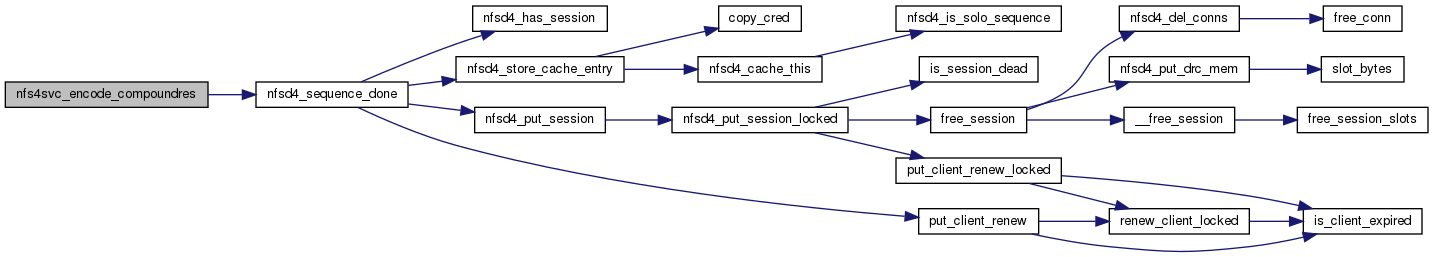 nfs4svc_encode_compoundres
nfsd4_sequence_done
nfsd4_has_session
nfsd4_store_cache_entry
nfsd4_put_session
copy_cred
nfsd4_cache_this
nfsd4_put_session_locked
nfsd4_is_solo_sequence
is_session_dead
free_session
put_client_renew_locked
put_client_renew
nfsd4_del_conns
nfsd4_put_drc_mem
__free_session
renew_client_locked
free_conn
slot_bytes
free_session_slots
is_client_expired